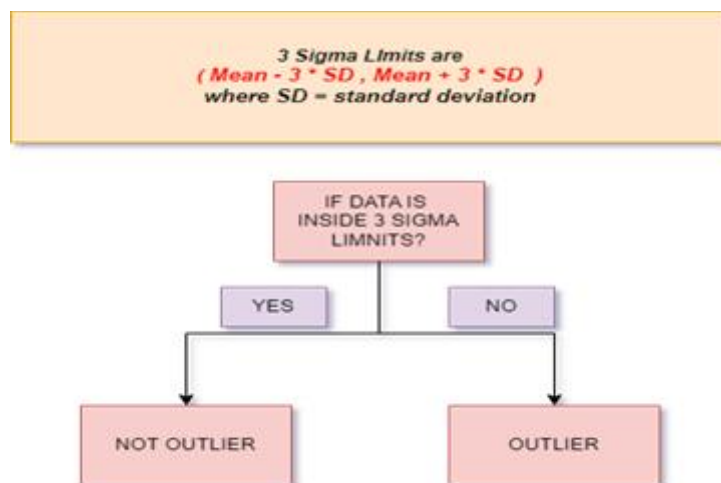 3 Sigma LImits are
( Mean - 3 * SD , Mean + 3 * SD )
where SD = standard deviation
IF DATA IS
INSIDE 3 SIGMA
LIMNITS?
YES
NO
NOT OUTLIER
OUTLIER